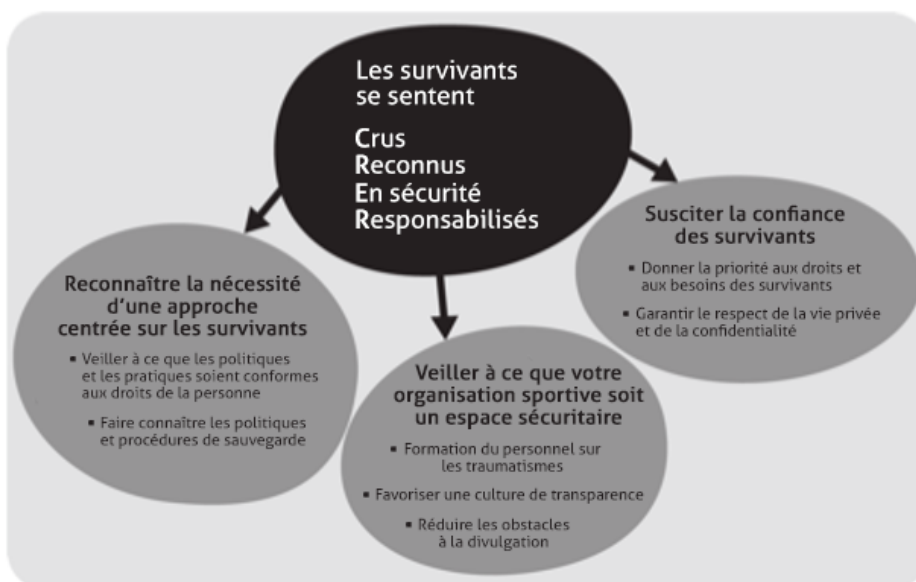 Les survivants
se sentent
Crus
Reconnus
En sécurité
Responsabilisés
Reconnaître la nécessité
d'une approche
centrée sur les survivants
▪ Veiller à ce que les politiques
et les pratiques soient conformes
aux droits de la personne
▪ Faire connaître les politiques
et procédures de sauvegarde
Veiller à ce que votre
organisation sportive soit
un espace sécuritaire
▪ Formation du personnel sur
les traumatismes
▪ Favoriser une culture de transparence
▪ Réduire les obstacles
à la divulgation
Susciter la confiance
des survivants
▪ Donner la priorité aux droits et
aux besoins des survivants
▪ Garantir le respect de la vie privée
et de la confidentialité